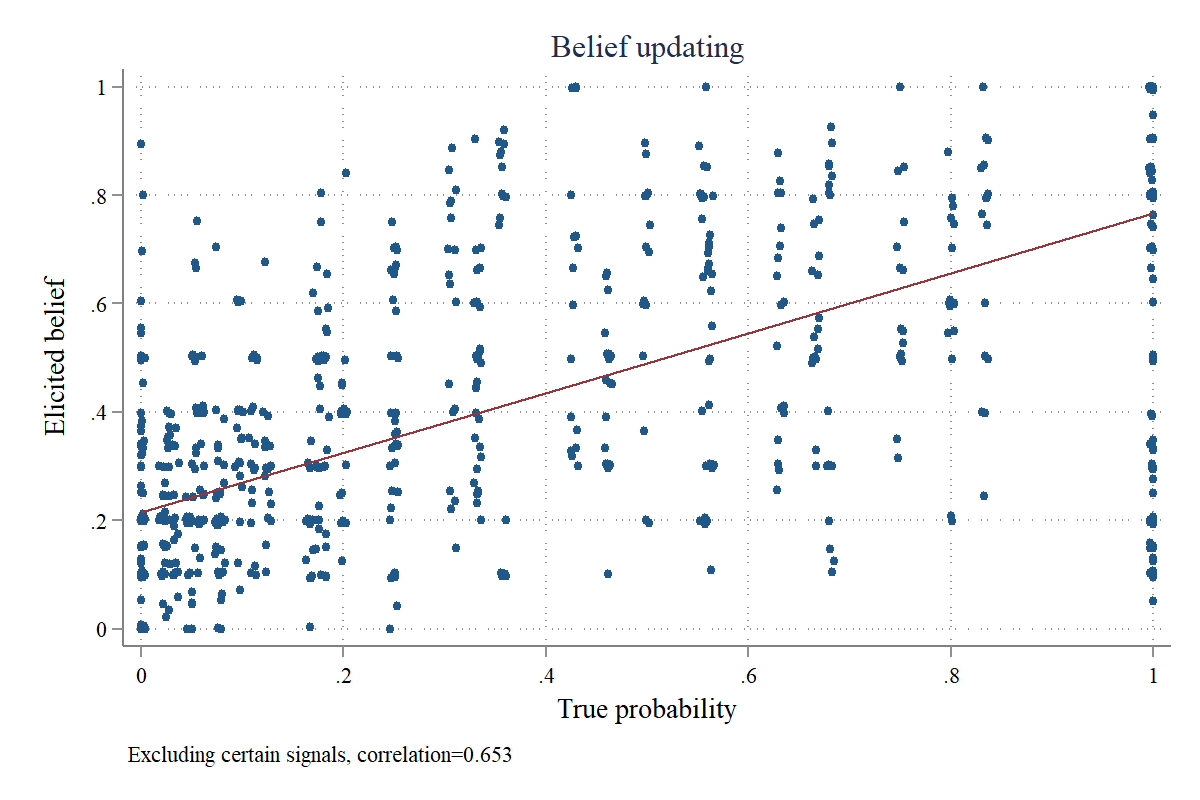 Belief updating
Elicited belief
1
.8
.6
.4
.2
0
0 .2 .4 .6 .8 1
True probability
Excluding certain signals, correlation=0.653